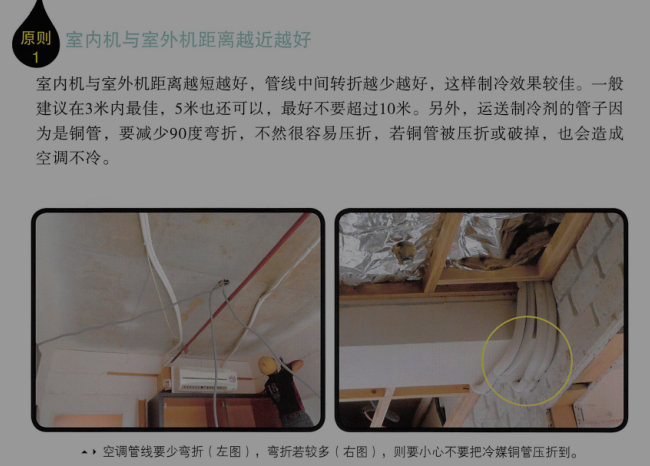 原则
1
室内机与室外机距离越近越好
室内机与室外机距离越短越好，管线中间转折越少越好，这样制冷效果较佳。一般
建议在3米内最佳，5米也还可以，最好不要超过10米。另外，运送制冷剂的管子因
为是铜管，要减少90度弯折，不然很容易压折，若铜管被压折或破掉，也会造成
空调不冷。
空调管线要少弯折（左图），弯折若较多（右图），则要小心不要把冷媒铜管压折到。